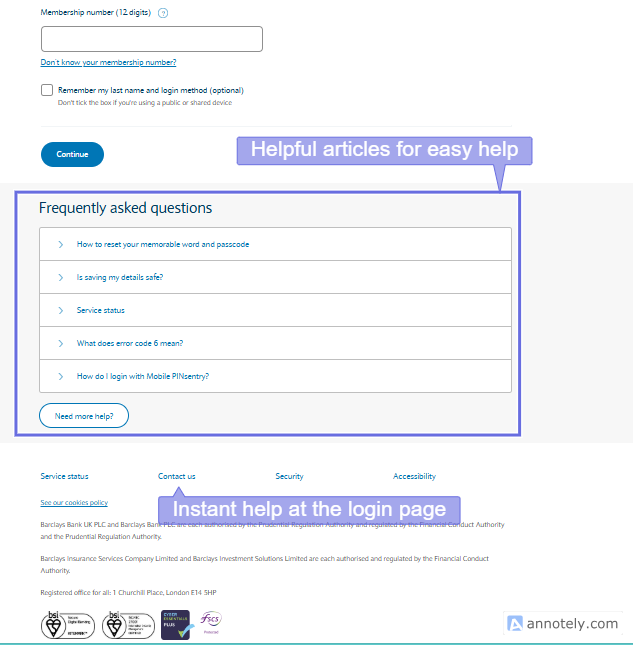 Membership number (12 digits) ?
Don't know your membership number?
Remember my last name and login method (optional)
Don't tick the box if you're using a public or shared device
Continue
Helpful articles for easy help
Frequently asked questions
How to reset your memorable word and passcode
Is saving my details safe?
Service status
What does error code 6 mean?
How do I login with Mobile PINsentry?
Need more help?
Service status Contact us Security Accessibility
See our cookies policy
Instant help at the login page
Barclays Bank UK PLC and Barclays Bank PLC are each authorised by the Prudential Regulation Authority and regulated by the Financial Conduct Authority
and the Prudential Regulation Authority.
Barclays Insurance Services Company Limited and Barclays Investment Solutions Limited are each authorised and regulated by the Financial Conduct
Authority.
Registered office for all: 1 Churchill Place, London E14 5HP
bsi bsi CYBER ESSENTIALS PLUS fscs
Protected
annotely.com